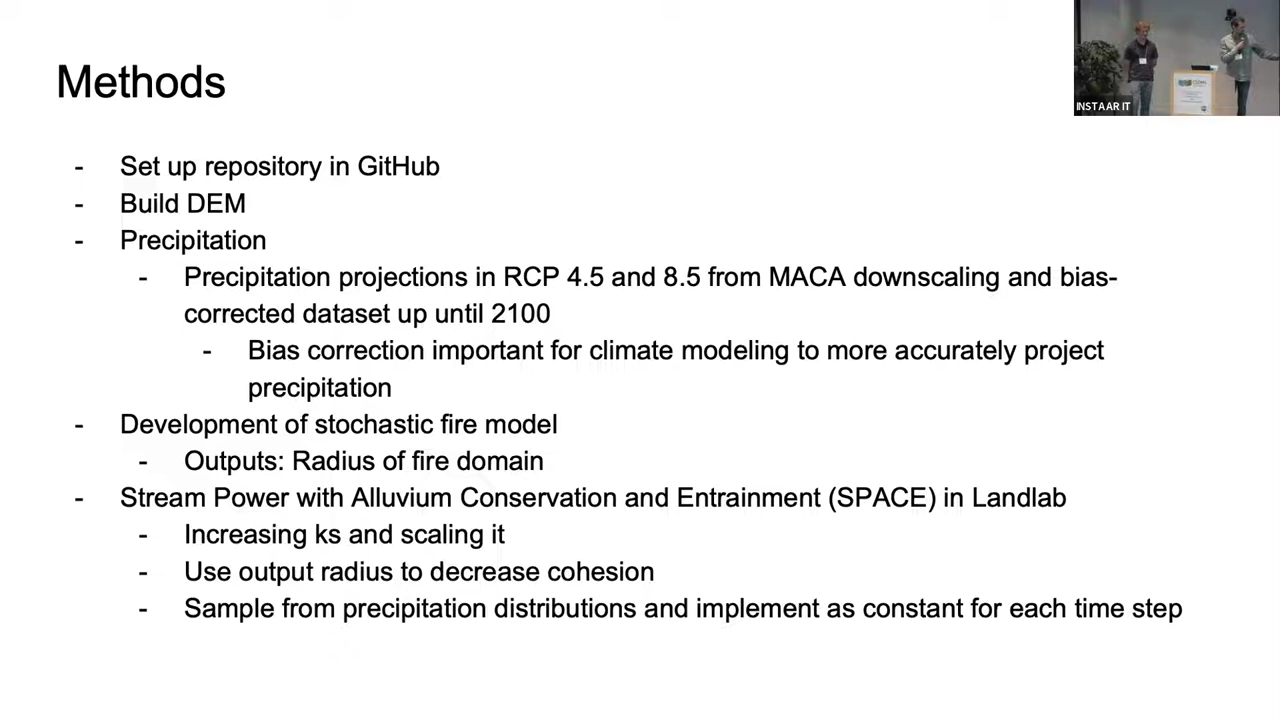 Methods
INSTAAR IT
- Set up repository in GitHub
- Build DEM
- Precipitation
- Precipitation projections in RCP 4.5 and 8.5 from MACA downscaling and bias-
corrected dataset up until 2100
- Bias correction important for climate modeling to more accurately project
precipitation
- Development of stochastic fire model
- Outputs: Radius of fire domain
- Stream Power with Alluvium Conservation and Entrainment (SPACE) in Landlab
- Increasing ks and scaling it
- Use output radius to decrease cohesion
- Sample from precipitation distributions and implement as constant for each time step